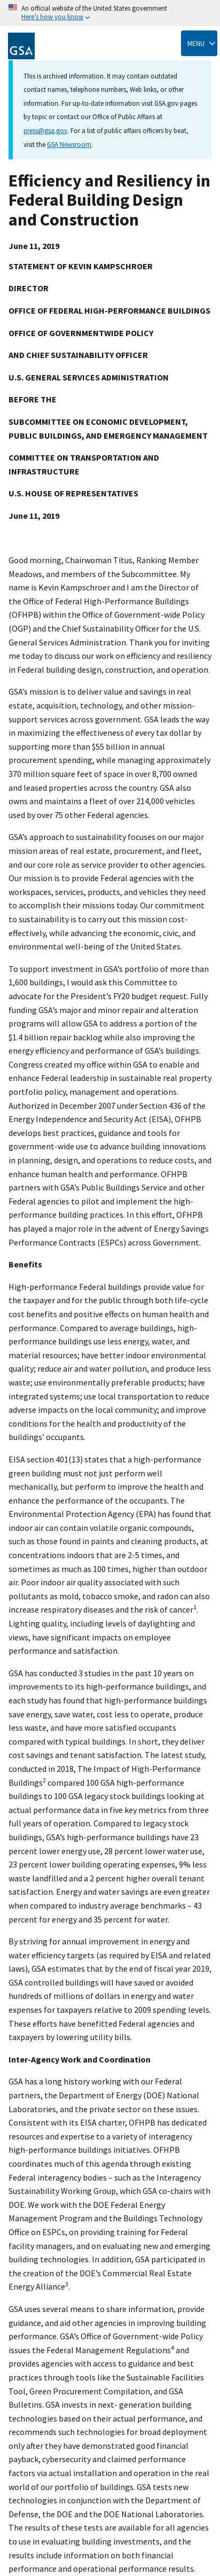 An official website of the United States government
Here's how you know
GSA
MENU
This is archived information. It may contain outdated
contact names, telephone numbers, Web links, or other
information. For up-to-date information visit GSA.gov pages
by topic or contact our Office of Public Affairs at
press@gsa.gov. For a list of public affairs officers by beat,
visit the GSA Newsroom.
Efficiency and Resiliency in
Federal Building Design
and Construction
June 11, 2019
STATEMENT OF KEVIN KAMPSCHROER
DIRECTOR
OFFICE OF FEDERAL HIGH-PERFORMANCE BUILDINGS
OFFICE OF GOVERNMENTWIDE POLICY
AND CHIEF SUSTAINABILITY OFFICER
U.S. GENERAL SERVICES ADMINISTRATION
BEFORE THE
SUBCOMMITTEE ON ECONOMIC DEVELOPMENT,
PUBLIC BUILDINGS, AND EMERGENCY MANAGEMENT
COMMITTEE ON TRANSPORTATION AND
INFRASTRUCTURE
U.S. HOUSE OF REPRESENTATIVES
June 11, 2019
Good morning, Chairwoman Titus, Ranking Member
Meadows, and members of the Subcommittee. My
name is Kevin Kampschroer and I am the Director of
the Office of Federal High-Performance Buildings
(OFHPB) within the Office of Government-wide Policy
(OGP) and the Chief Sustainability Officer for the U.S.
General Services Administration. Thank you for inviting
me today to discuss our work on efficiency and resiliency
in Federal building design, construction, and operation.
GSA's mission is to deliver value and savings in real
estate, acquisition, technology, and other mission-
support services across government. GSA leads the way
in maximizing the effectiveness of every tax dollar by
supporting more than $55 billion in annual
procurement spending, while managing approximately
370 million square feet of space in over 8,700 owned
and leased properties across the country. GSA also
owns and maintains a fleet of over 214,000 vehicles
used by over 75 other Federal agencies.
GSA's approach to sustainability focuses on our major
mission areas of real estate, procurement, and fleet,
and our core role as service provider to other agencies.
Our mission is to provide Federal agencies with the
workspaces, services, products, and vehicles they need
to accomplish their missions today. Our commitment
to sustainability is to carry out this mission cost-
effectively, while advancing the economic, civic, and
environmental well-being of the United States.
To support investment in GSA's portfolio of more than
1,600 buildings, I would ask this Committee to
advocate for the President's FY20 budget request. Fully
funding GSA's major and minor repair and alteration
programs will allow GSA to address a portion of the
$1.4 billion repair backlog while also improving the
energy efficiency and performance of GSA's buildings.
Congress created my office within GSA to enable and
enhance Federal leadership in sustainable real property
portfolio policy, management and operations.
Authorized in December 2007 under Section 436 of the
Energy Independence and Security Act (EISA), OFHPB
develops best practices, guidance and tools for
government-wide use to advance building innovations
in planning, design, and operations to reduce costs, and
enhance human health and performance. OFHPB
partners with GSA's Public Buildings Service and other
Federal agencies to pilot and implement the high-
performance building practices. In this effort, OFHPB
has played a major role in the advent of Energy Savings
Performance Contracts (ESPCs) across Government.
Benefits
High-performance Federal buildings provide value for
the taxpayer and for the public through both life-cycle
cost benefits and positive effects on human health and
performance. Compared to average buildings, high-
performance buildings use less energy, water, and
material resources; have better indoor environmental
quality; reduce air and water pollution, and produce less
waste; use environmentally preferable products; have
integrated systems; use local transportation to reduce
adverse impacts on the local community; and improve
conditions for the health and productivity of the
buildings' occupants.
EISA section 401(13) states that a high-performance
green building must not just perform well
mechanically, but perform to improve the health and
enhance the performance of the occupants. The
Environmental Protection Agency (EPA) has found that
indoor air can contain volatile organic compounds,
such as those found in paints and cleaning products, at
concentrations indoors that are 2-5 times, and
sometimes as much as 100 times, higher than outdoor
air. Poor indoor air quality associated with such
pollutants as mold, tobacco smoke, and radon can also
increase respiratory diseases and the risk of cancer1.
Lighting quality, including levels of daylighting and
views, have significant impacts on employee
performance and satisfaction.
GSA has conducted 3 studies in the past 10 years on
improvements to its high-performance buildings, and
each study has found that high-performance buildings
save energy, save water, cost less to operate, produce
less waste, and have more satisfied occupants
compared with typical buildings. In short, they deliver
cost savings and tenant satisfaction. The latest study,
conducted in 2018, The Impact of High-Performance
Buildings2 compared 100 GSA high-performance
buildings to 100 GSA legacy stock buildings looking at
actual performance data in five key metrics from three
full years of operation. Compared to legacy stock
buildings, GSA's high-performance buildings have 23
percent lower energy use, 28 percent lower water use,
23 percent lower building operating expenses, 9% less
waste landfilled and a 2 percent higher overall tenant
satisfaction. Energy and water savings are even greater
when compared to industry average benchmarks – 43
percent for energy and 35 percent for water.
By striving for annual improvement in energy and
water efficiency targets (as required by EISA and related
laws), GSA estimates that by the end of fiscal year 2019,
GSA controlled buildings will have saved or avoided
hundreds of millions of dollars in energy and water
expenses for taxpayers relative to 2009 spending levels.
These efforts have benefitted Federal agencies and
taxpayers by lowering utility bills.
Inter-Agency Work and Coordination
GSA has a long history working with our Federal
partners, the Department of Energy (DOE) National
Laboratories, and the private sector on these issues.
Consistent with its EISA charter, OFHPB has dedicated
resources and expertise to a variety of interagency
high-performance buildings initiatives. OFHPB
coordinates much of this agenda through existing
Federal interagency bodies – such as the Interagency
Sustainability Working Group, which GSA co-chairs with
DOE. We work with the DOE Federal Energy
Management Program and the Buildings Technology
Office on ESPCs, on providing training for Federal
facility managers, and on evaluating new and emerging
building technologies. In addition, GSA participated in
the creation of the DOE's Commercial Real Estate
Energy Alliance3.
GSA uses several means to share information, provide
guidance, and aid other agencies in improving building
performance. GSA's Office of Government-wide Policy
issues the Federal Management Regulations4 and
provides agencies with access to guidance and best
practices through tools like the Sustainable Facilities
Tool, Green Procurement Compilation, and GSA
Bulletins. GSA invests in next- generation building
technologies based on their actual performance, and
recommends such technologies for broad deployment
only after they have demonstrated good financial
payback, cybersecurity and claimed performance
factors via actual installation and operation in the real
world of our portfolio of buildings. GSA tests new
technologies in conjunction with the Department of
Defense, the DOE and the DOE National Laboratories.
The results of these tests are available for all agencies
to use in evaluating building investments, and the
results include information on both financial
performance and operational performance results.